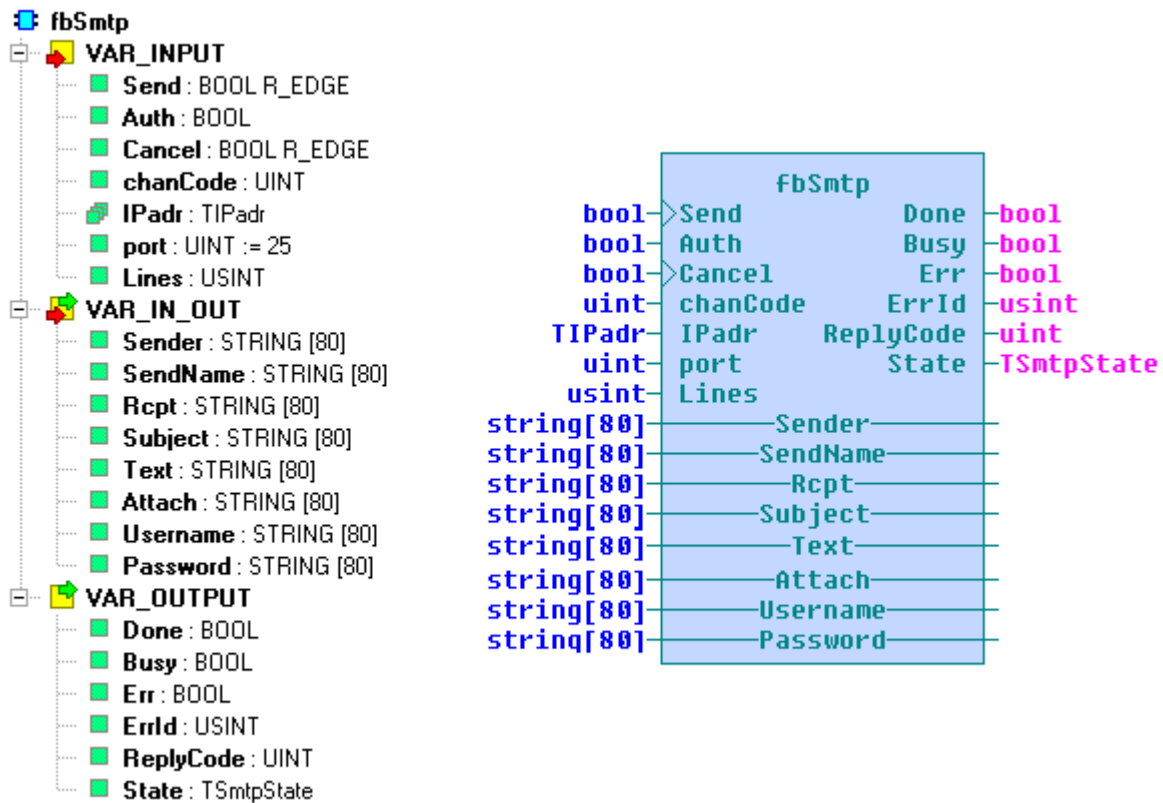 fbSmtp
VAR_INPUT
Send : BOOL R_EDGE
Auth : BOOL
Cancel : BOOL R_EDGE
chanCode : UINT
IPadr : TIPadr
port : UINT := 25
Lines : USINT
VAR_IN_OUT
Sender : STRING [80]
SendName : STRING [80]
Rcpt : STRING [80]
Subject : STRING [80]
Text : STRING [80]
Attach : STRING [80]
Username : STRING [80]
Password : STRING [80]
VAR_OUTPUT
Done : BOOL
Busy : BOOL
Err : BOOL
ErrId : USINT
ReplyCode : UINT
State : TSmtpState
fbSmtp
bool Send Done bool
bool Auth Busy bool
bool Cancel Err bool
uint chanCode ErrId usint
TIPadr IPadr ReplyCode uint
uint port State TSmtpState
usint Lines
string[80] Sender
string[80] SendName
string[80] Rcpt
string[80] Subject
string[80] Text
string[80] Attach
string[80] Username
string[80] Password